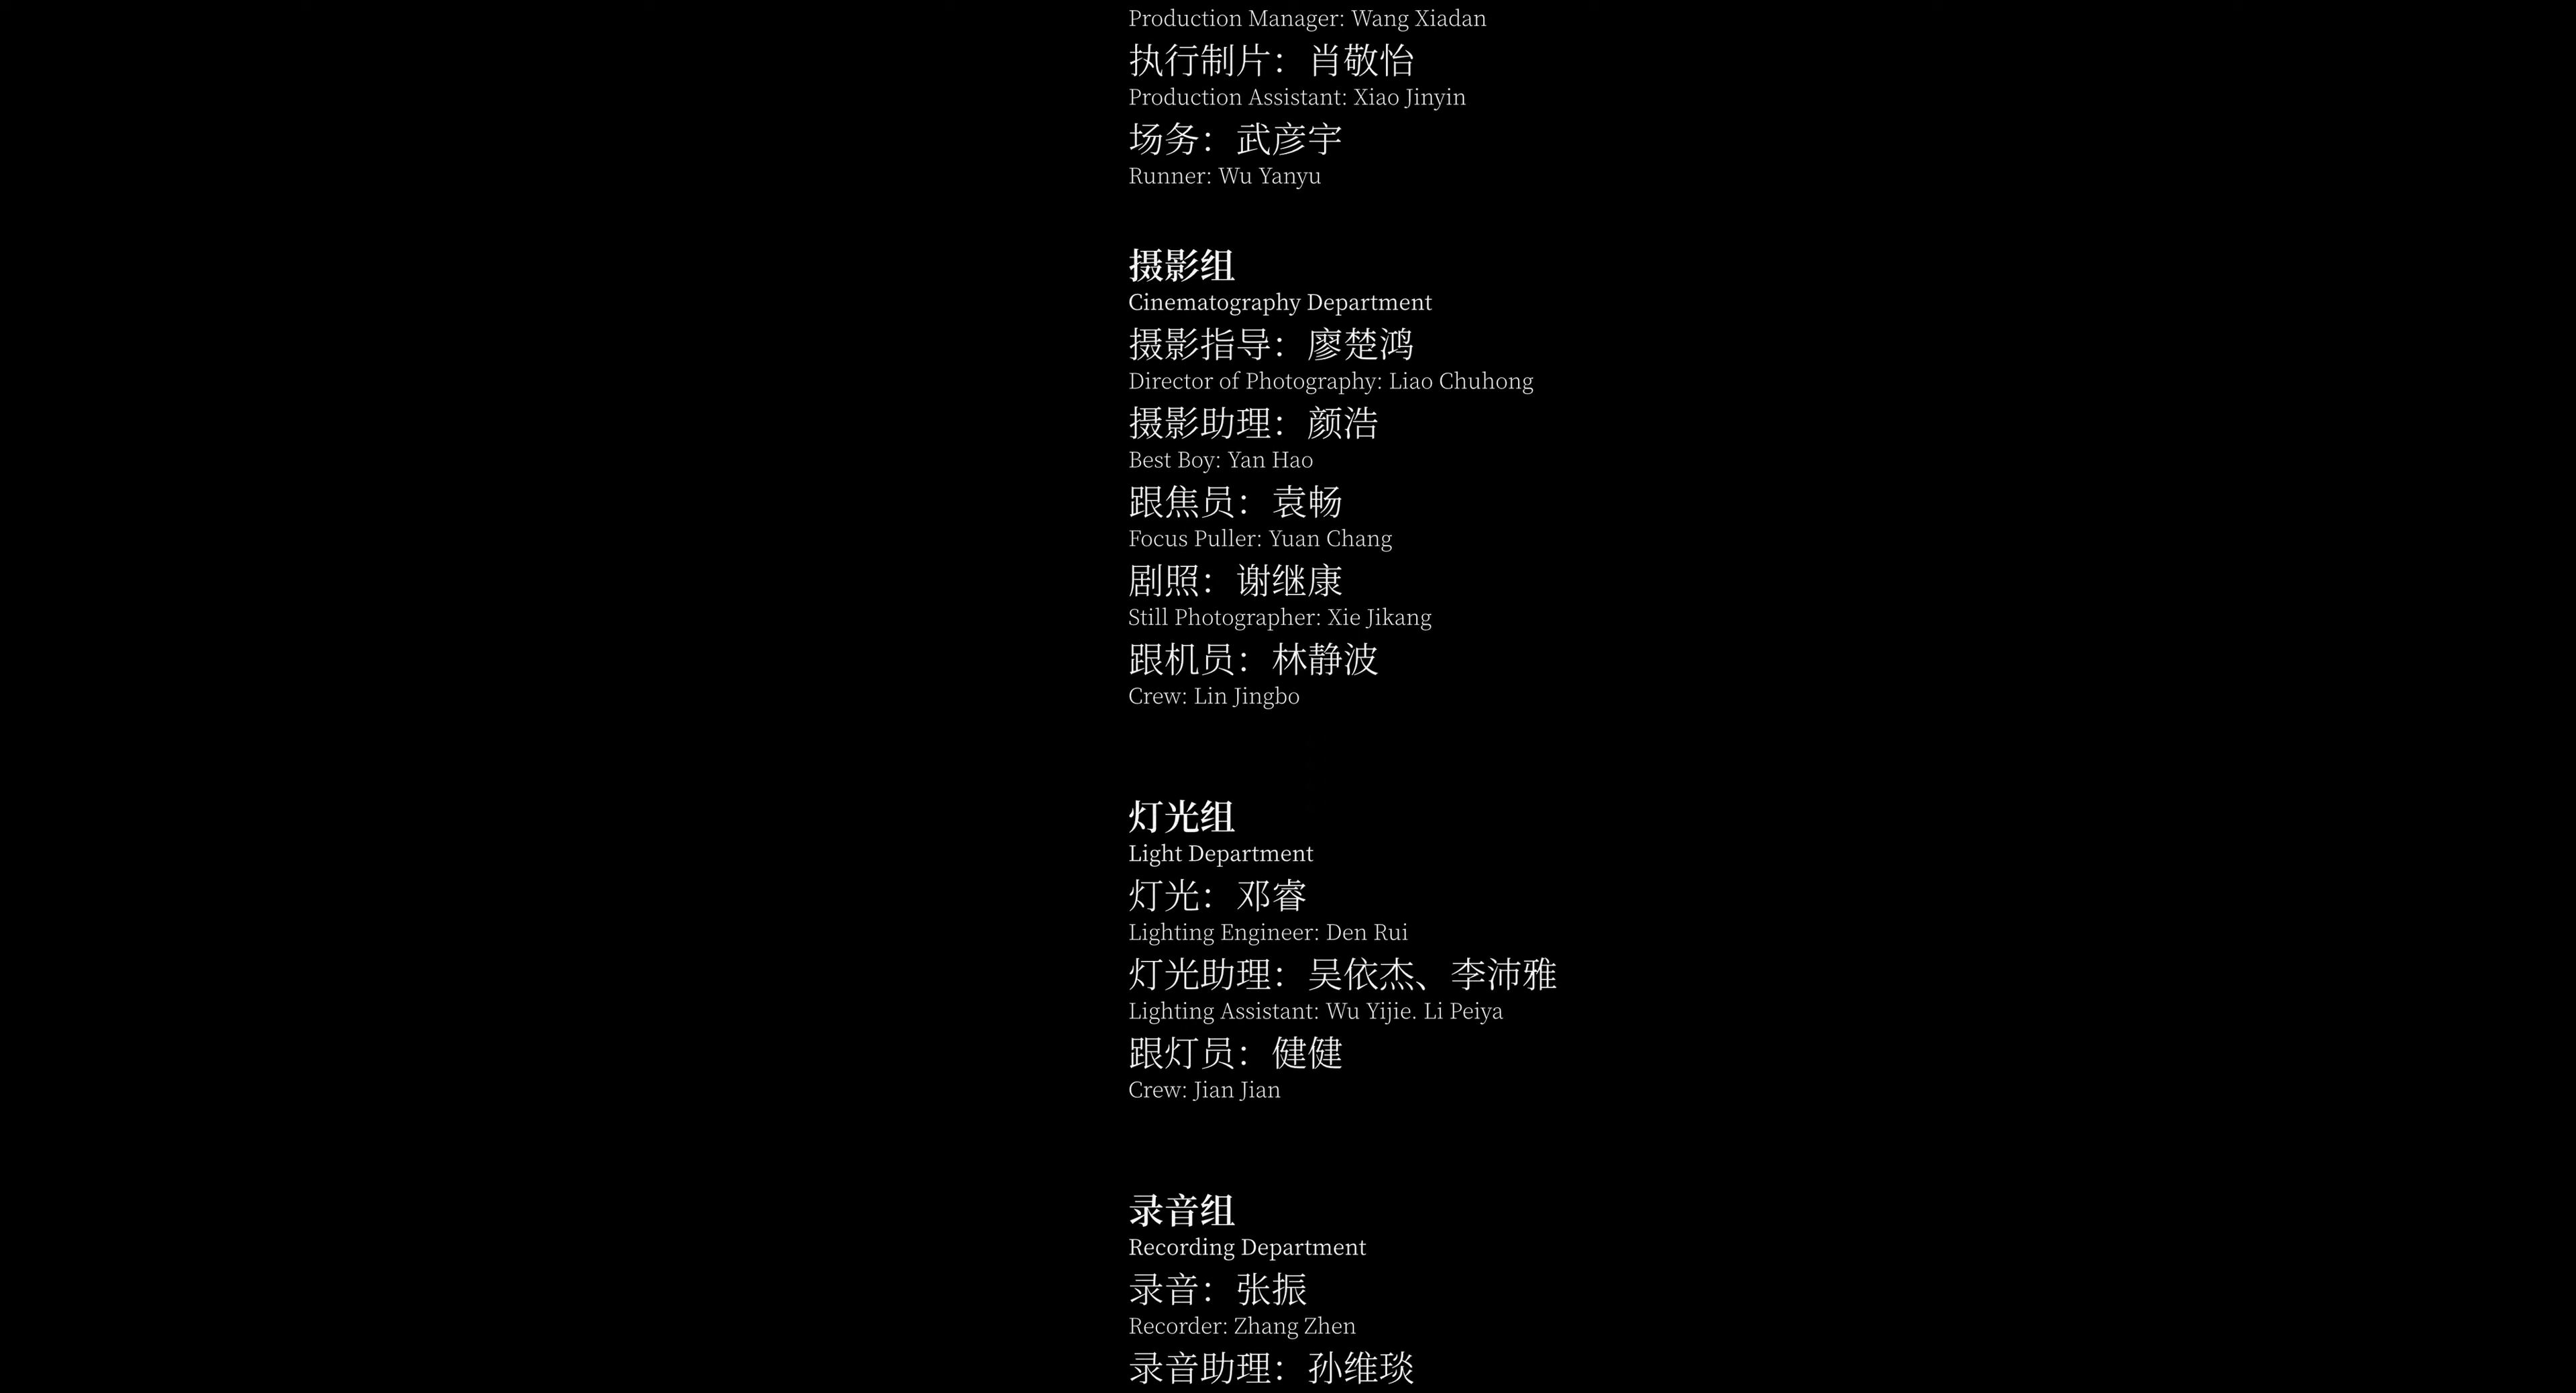 Production Manager: Wang Xiadan
执行制片：肖敬怡
Production Assistant: Xiao Jinyin
场务：武彦宇
Runner: Wu Yanyu
摄影组
Cinematography Department
摄影指导：廖楚鸿
Director of Photography: Liao Chuhong
摄影助理：颜浩
Best Boy: Yan Hao
跟焦员：袁畅
Focus Puller: Yuan Chang
剧照：谢继康
Still Photographer: Xie Jikang
跟机员：林静波
Crew: Lin Jingbo
灯光组
Light Department
灯光：邓睿
Lighting Engineer: Den Rui
灯光助理：吴依杰、李沛雅
Lighting Assistant: Wu Yijie. Li Peiya
跟灯员：健健
Crew: Jian Jian
录音组
Recording Department
录音：张振
Recorder: Zhang Zhen
录音助理：孙维琰